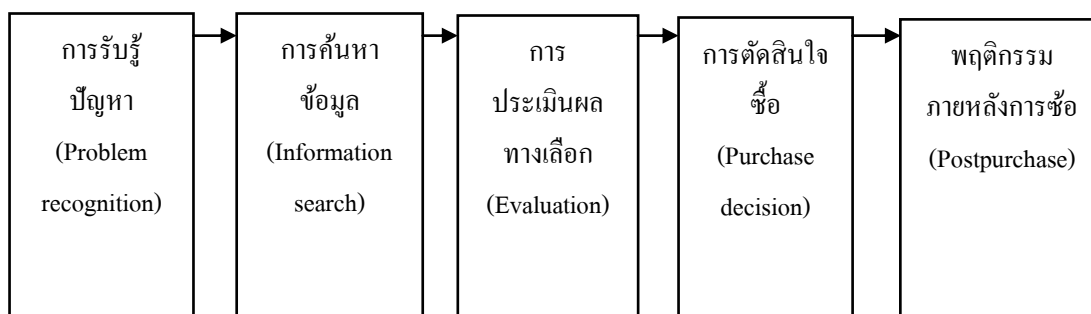 การรับรู้
ปัญหา
(Problem
recognition)
การค้นหา
ข้อมูล
(Information
search)
การ
ประเมินผล
ทางเลือก
(Evaluation)
การตัดสินใจ
ซื้อ
(Purchase
decision)
พฤติกรรม
ภายหลังการซ้อ
(Postpurchase)